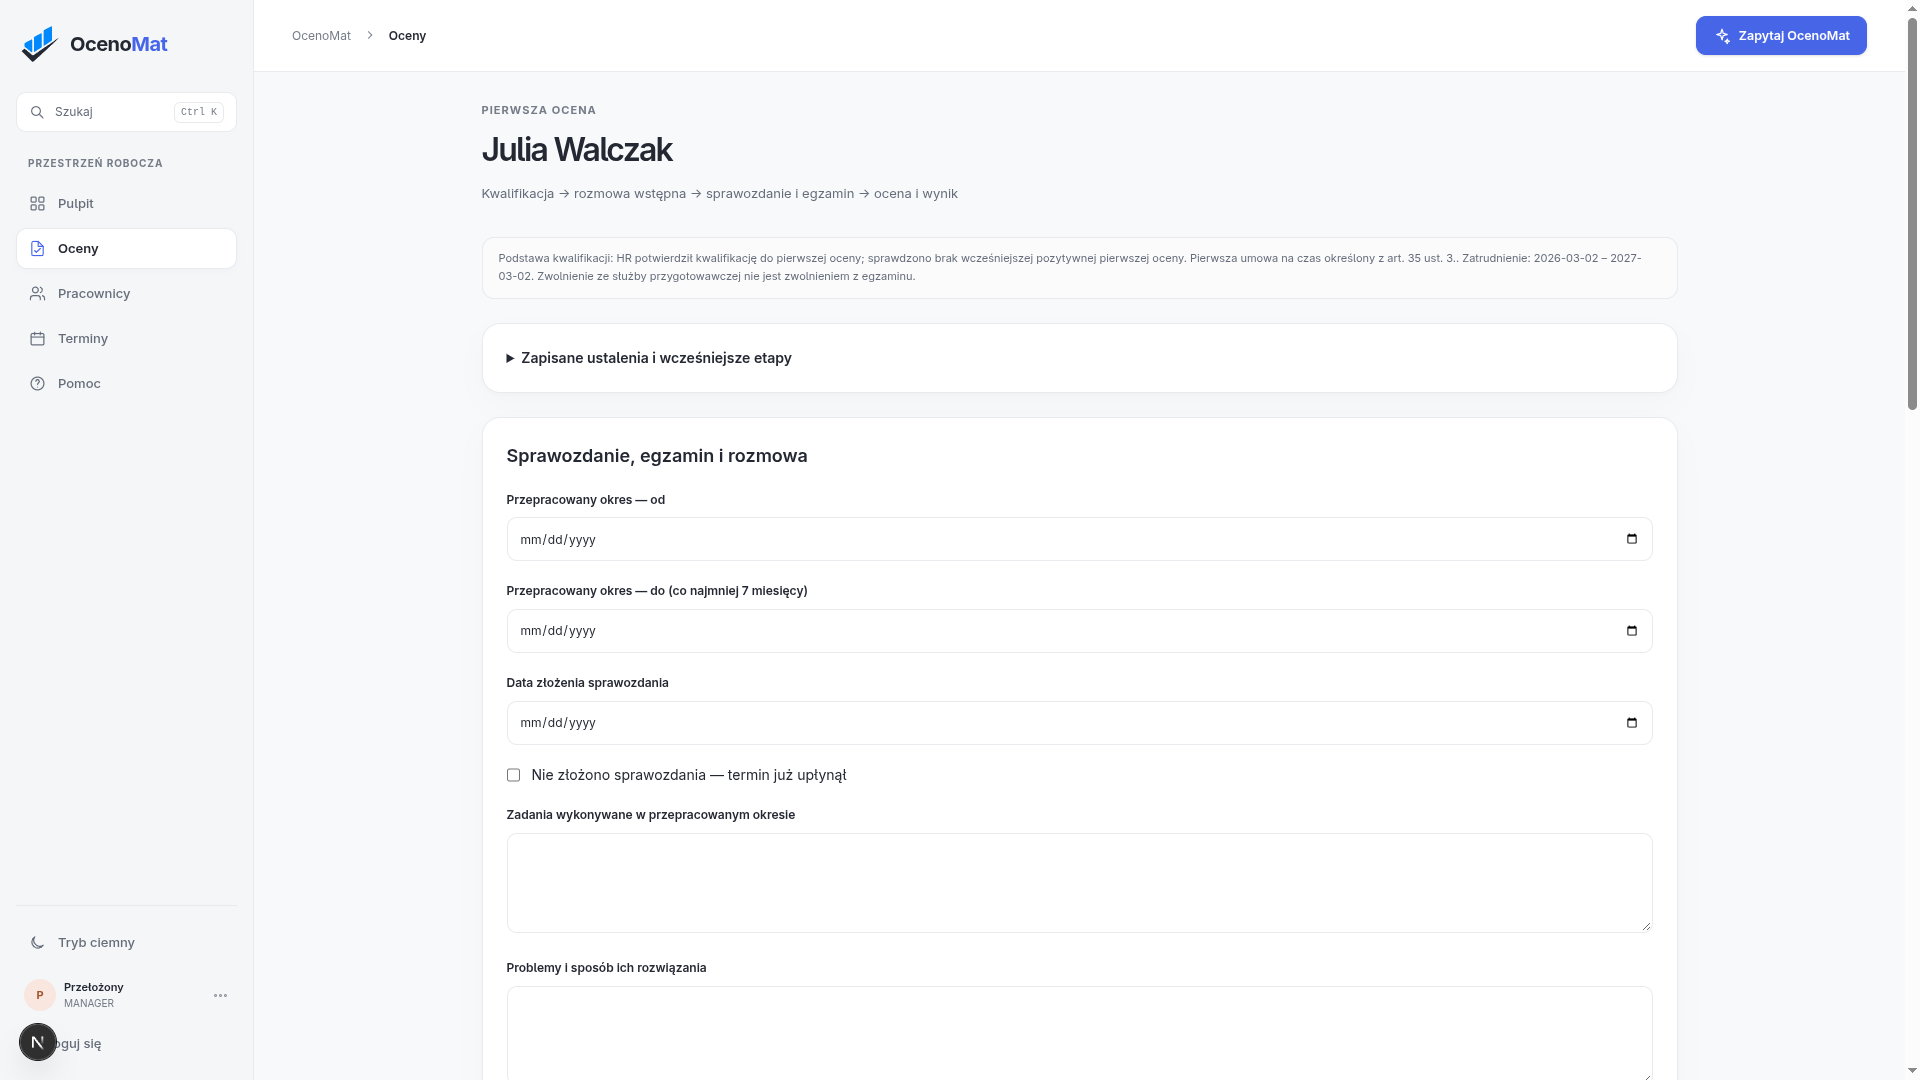 OcenoMat
Szukaj
Ctrl K
PRZESTRZEŃ ROBOCZA
Pulpit
Oceny
Pracownicy
Terminy
Pomoc
Tryb ciemny
P
Przełożony
MANAGER
N
oguj się
OcenoMat > Oceny
Zapytaj OcenoMat
PIERWSZA OCENA
Julia Walczak
Kwalifikacja → rozmowa wstępna → sprawozdanie i egzamin → ocena i wynik
Podstawa kwalifikacji: HR potwierdził kwalifikację do pierwszej oceny; sprawdzono brak wcześniejszej pozytywnej pierwszej oceny. Pierwsza umowa na czas określony z art. 35 ust. 3.. Zatrudnienie: 2026-03-02 – 2027-
03-02. Zwolnienie ze służby przygotowawczej nie jest zwolnieniem z egzaminu.
Zapisane ustalenia i wcześniejsze etapy
Sprawozdanie, egzamin i rozmowa
Przepracowany okres — od
mm/dd/yyyy
Przepracowany okres — do (co najmniej 7 miesięcy)
mm/dd/yyyy
Data złożenia sprawozdania
mm/dd/yyyy
Nie złożono sprawozdania — termin już upłynął
Zadania wykonywane w przepracowanym okresie
Problemy i sposób ich rozwiązania